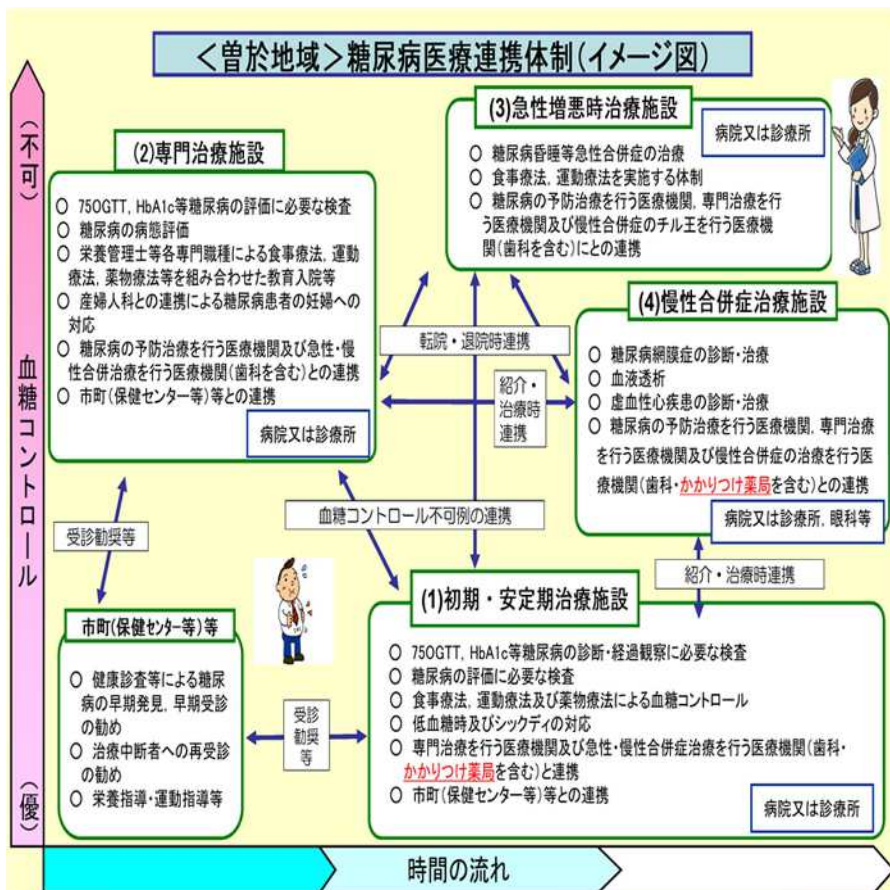 <曽於地域>糖尿病医療連携体制(イメージ図)
(不可)
血糖コントロール
(優)
(2)専門治療施設
○ 75OGTT, HbA1c等糖尿病の評価に必要な検査
○ 糖尿病の病態評価
○ 栄養管理士等各専門職種による食事療法, 運動
療法, 薬物療法等を組み合わせた教育入院等
○ 産婦人科との連携による糖尿病患者の妊婦への
対応
○ 糖尿病の予防治療を行う医療機関及び急性・慢
性合併治療を行う医療機関(歯科を含む)との連携
○ 市町(保健センター等)等との連携
病院又は診療所
(3)急性増悪時治療施設
病院又は診療所
○ 糖尿病昏睡等急性合併症の治療
○ 食事療法, 運動療法を実施する体制
○ 糖尿病の予防治療を行う医療機関, 専門治療を行
う医療機関及び慢性合併症のチル王を行う医療機
関(歯科を含む)にとの連携
(4)慢性合併症治療施設
○ 糖尿病網膜症の診断・治療
○ 血液透析
○ 虚血性心疾患の診断・治療
○ 糖尿病の予防治療を行う医療機関, 専門治療
を行う医療機関及び慢性合併症の治療を行う医
療機関(歯科・かかりつけ薬局を含む)との連携
病院又は診療所, 眼科等
転院・退院時連携
紹介・
治療時
連携
血糖コントロール不可例の連携
受診勧奨等
紹介・治療時連携
市町(保健センター等)等
○ 健康診査等による糖尿
病の早期発見, 早期受診
の勧め
○ 治療中断者への再受診
の勧め
○ 栄養指導・運動指導等
受診
勧奨
等
(1)初期・安定期治療施設
○ 75OGTT, HbA1c等糖尿病の診断・経過観察に必要な検査
○ 糖尿病の評価に必要な検査
○ 食事療法, 運動療法及び薬物療法による血糖コントロール
○ 低血糖時及びシックディの対応
○ 専門治療を行う医療機関及び急性・慢性合併症治療を行う医療機関(歯科・
かかりつけ薬局を含む)と連携
○ 市町(保健センター等)等との連携
病院又は診療所
時間の流れ